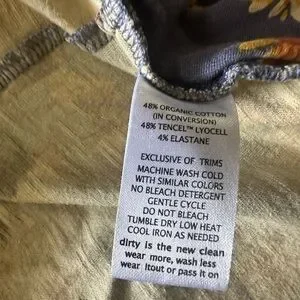 48% ORGANIC COTTON
(IN CONVERSION)
48% TENCEL™ LYOCELL
4% ELASTANE
EXCLUSIVE OF TRIMS
MACHINE WASH COLD
WITH SIMILAR COLORS
NO BLEACH DETERGENT
GENTLE CYCLE
DO NOT BLEACH
TUMBLE DRY LOW HEAT
COOL IRON AS NEEDED
dirty is the new clean
wear more, wash less
wear itout or pass it on